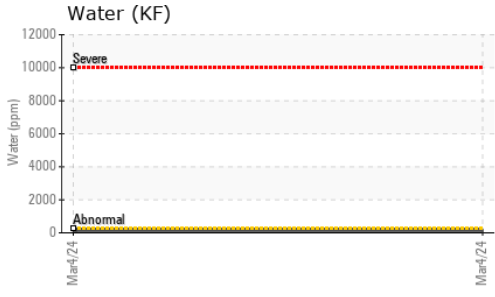 Water (KF)
12000
10000
8000
6000
4000
2000
0
Water (ppm)
Severe
Abnormal
Mar4/24
Mar4/24